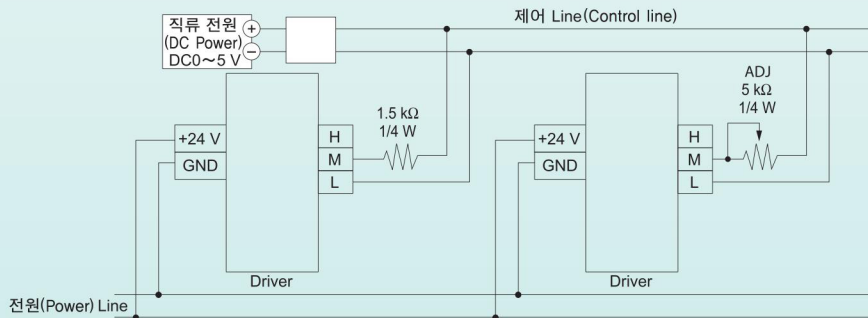 제어 Line(Control line)
직류 전원
(DC Power)
DC0~5 V
+
−
1.5 kΩ
1/4 W
ADJ
5 kΩ
1/4 W
+24 V
GND
H
M
L
+24 V
GND
H
M
L
Driver
Driver
전원(Power) Line